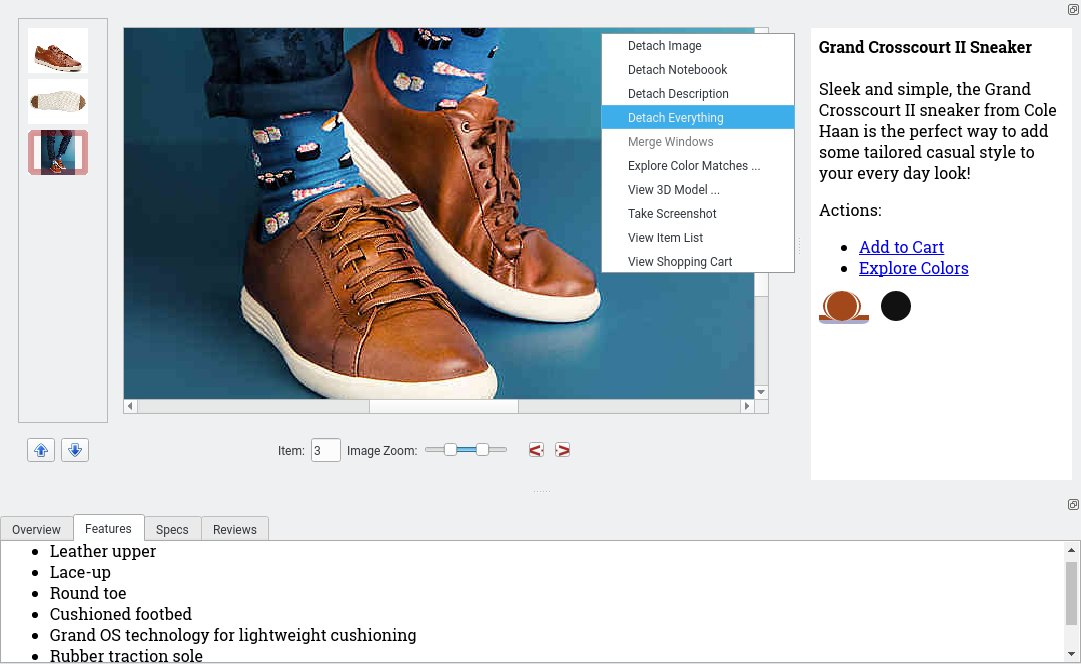 Detach Image
Detach Noteboook
Detach Description
Detach Everything
Merge Windows
Explore Color Matches ...
View 3D Model ...
Take Screenshot
View Item List
View Shopping Cart
Grand Crosscourt II Sneaker
Sleek and simple, the Grand
Crosscourt II sneaker from Cole
Haan is the perfect way to add
some tailored casual style to
your every day look!
Actions:
Add to Cart
Explore Colors
Item: 3 Image Zoom:
Overview Features Specs Reviews
Leather upper
Lace-up
Round toe
Cushioned footbed
Grand OS technology for lightweight cushioning
Rubber traction sole